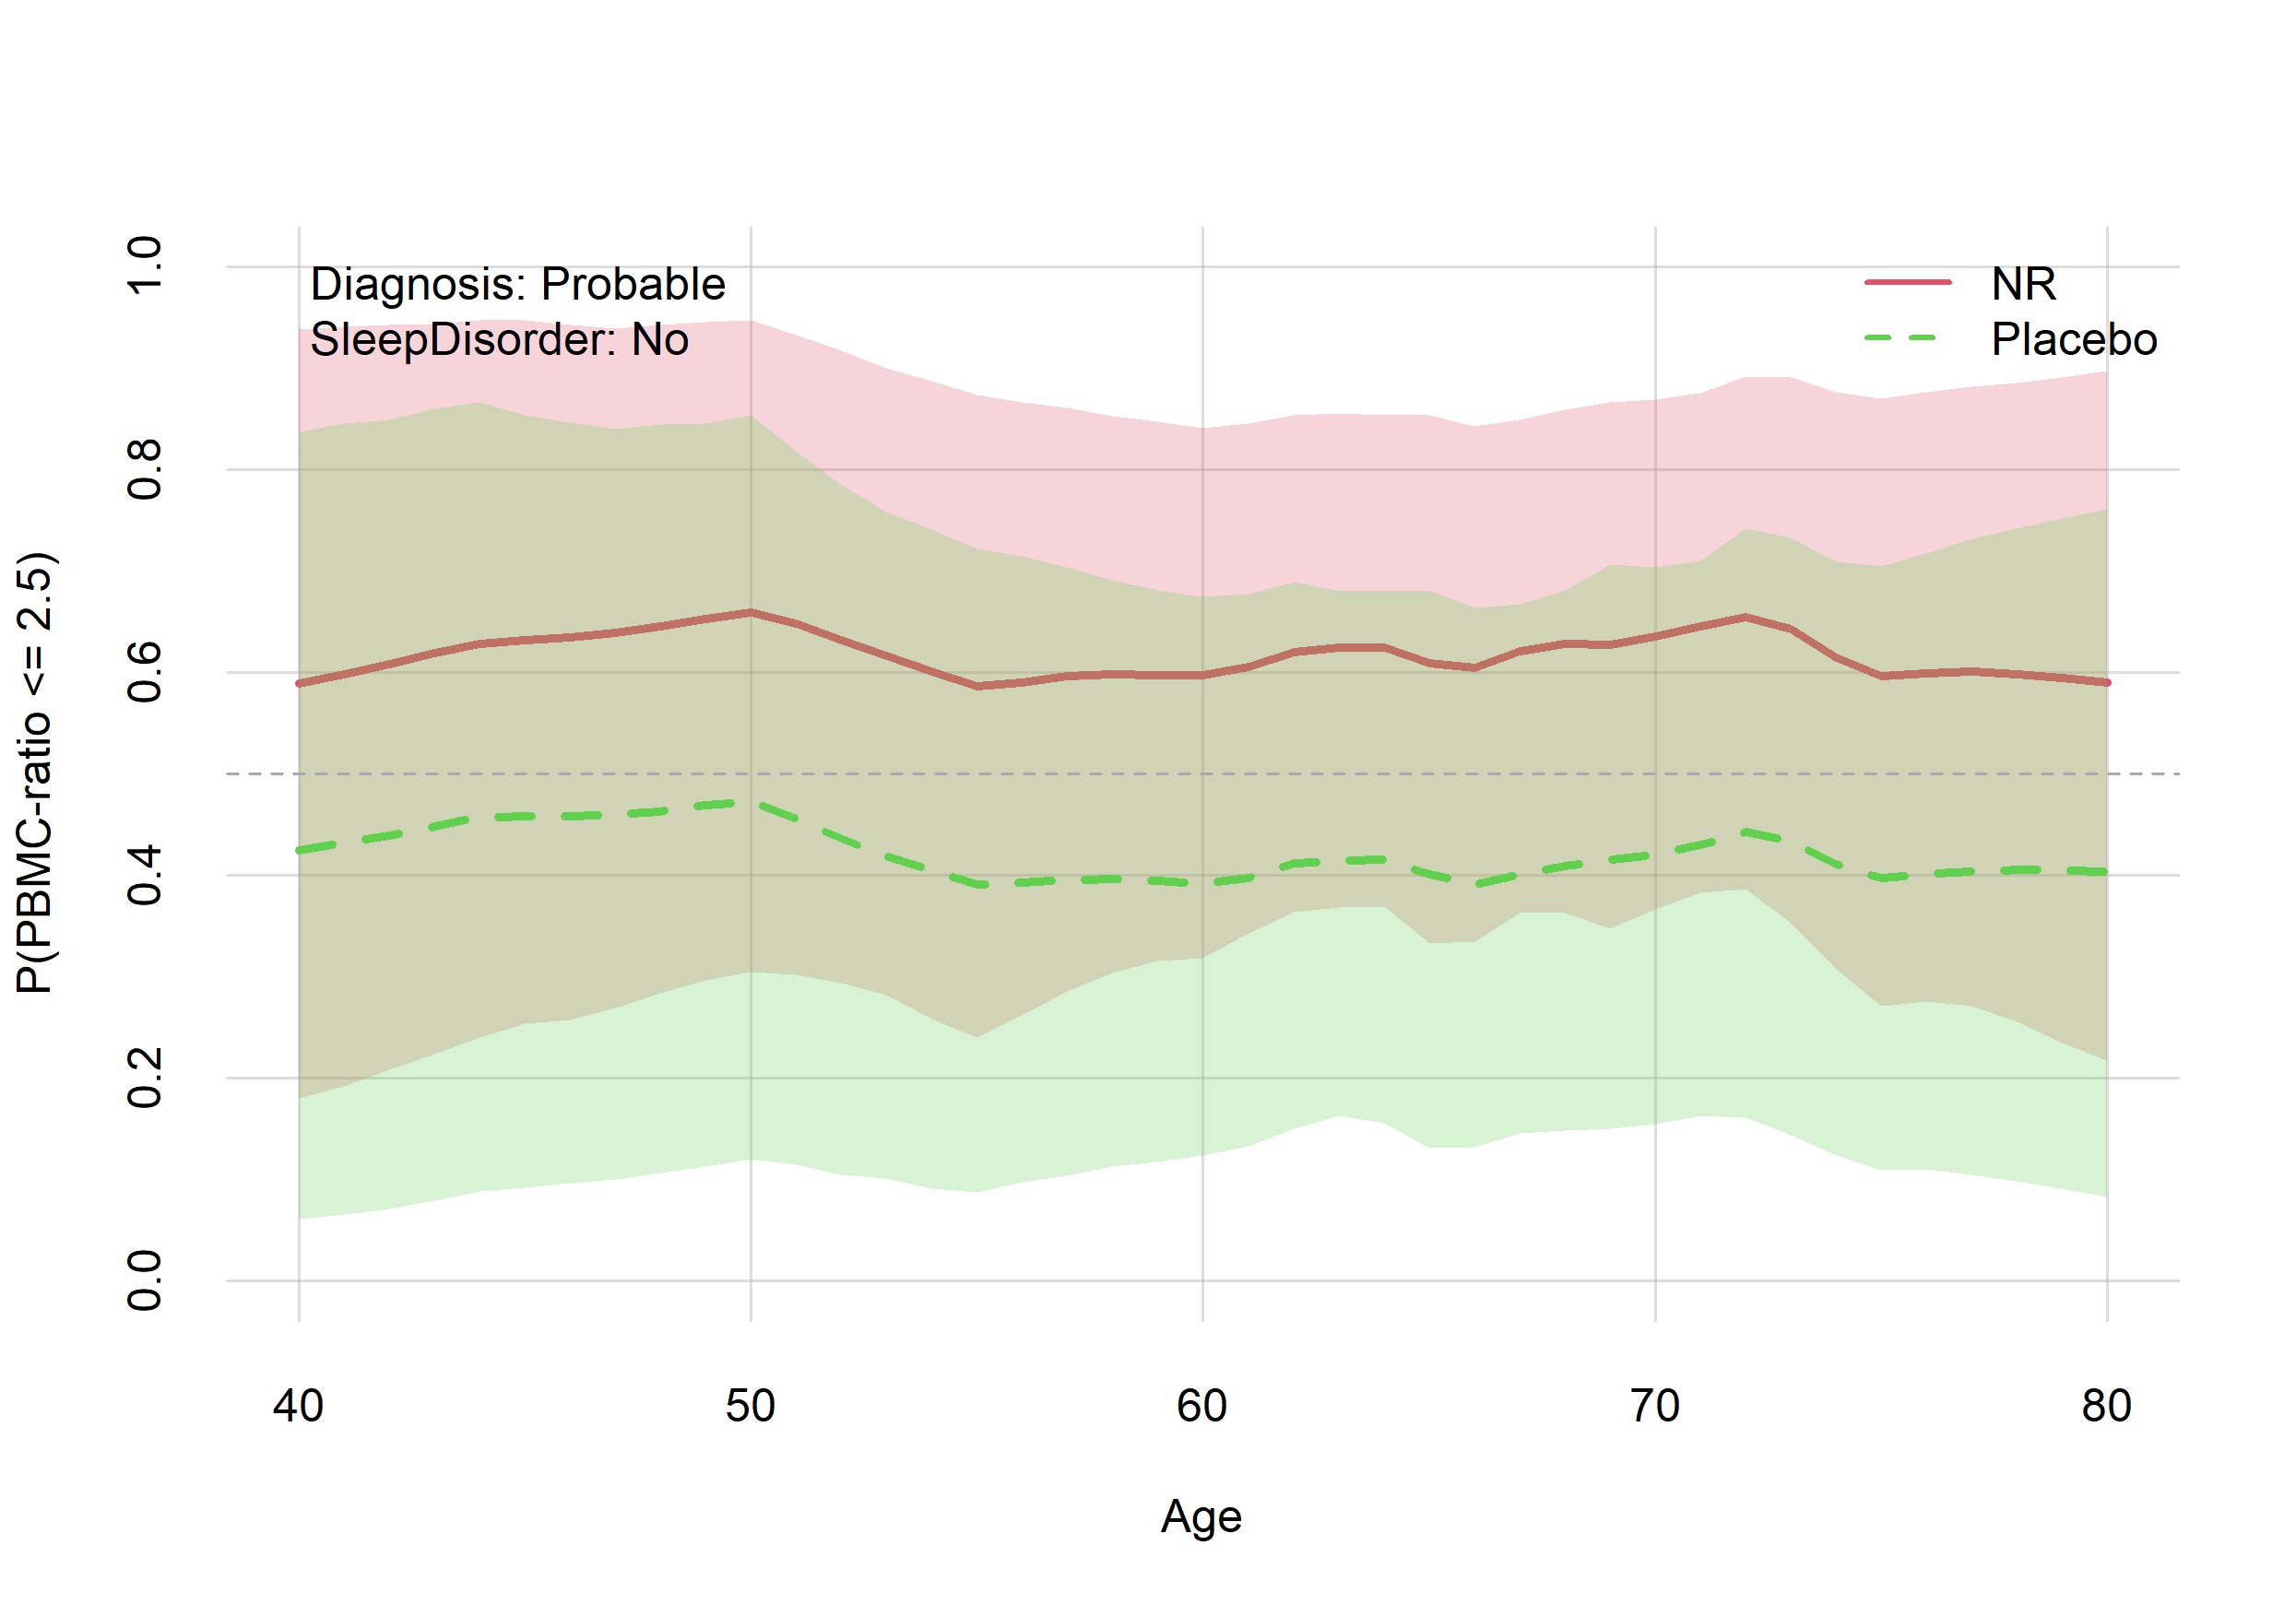 Diagnosis: Probable
SleepDisorder: No
NR
Placebo
1.0
0.8
0.6
0.4
0.2
0.0
P(PBMC-ratio <= 2.5)
40 50 60 70 80
Age